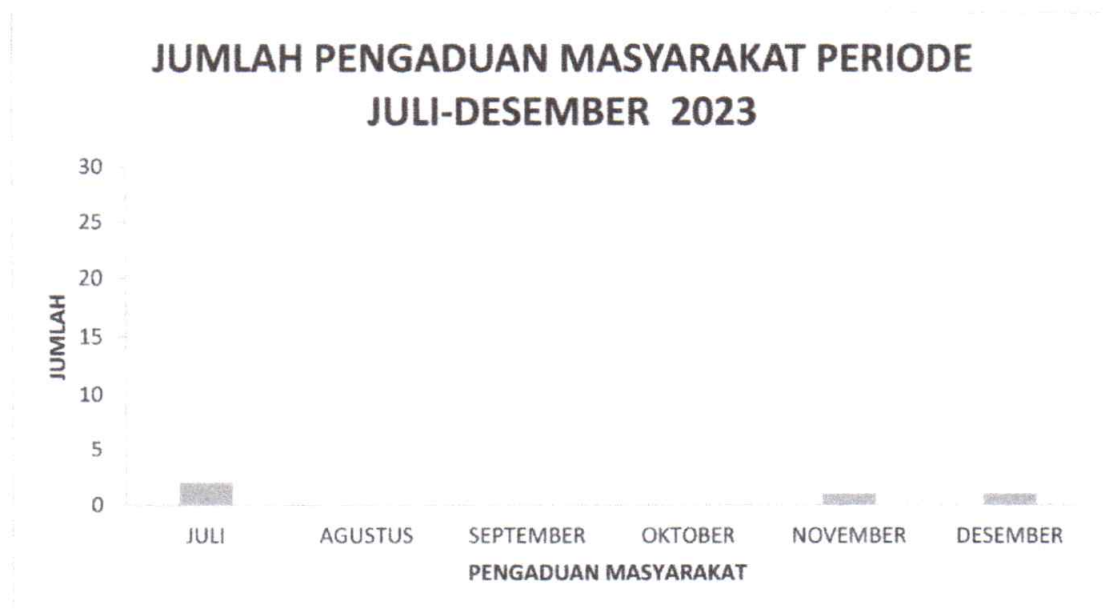 JUMLAH PENGADUAN MASYARAKAT PERIODE
JULI-DESEMBER 2023
30
25
20
15
10
5
0
JUMLAH
JULI AGUSTUS SEPTEMBER OKTOBER NOVEMBER DESEMBER
PENGADUAN MASYARAKAT